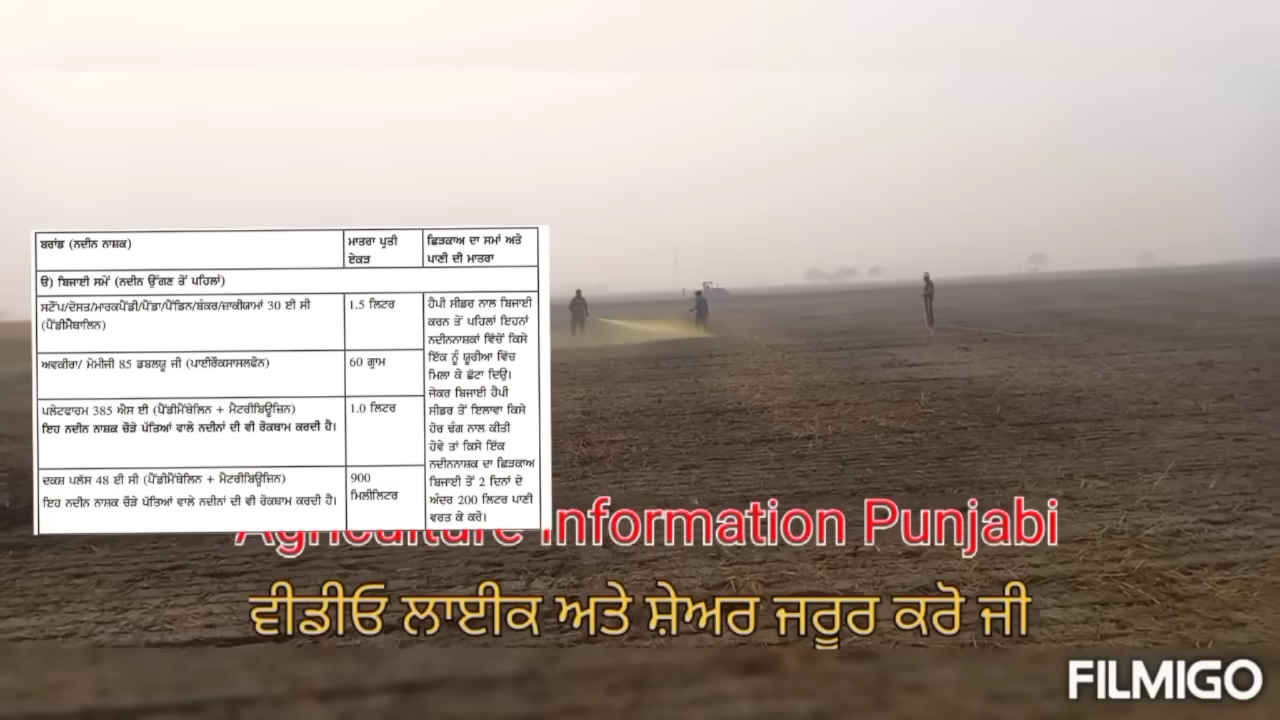 ਬਰਾਂਡ (ਨਦੀਨ ਨਾਸ਼ਕ)
ਮਾਤਰਾ ਪ੍ਰਤੀ
ਏਕੜ
ਛਿੜਕਾਅ ਦਾ ਸਮਾਂ ਅਤੇ
ਪਾਣੀ ਦੀ ਮਾਤਰਾ
ੳ) ਬਿਜਾਈ ਸਮੇਂ (ਨਦੀਨ ਉੱਗਣ ਤੋਂ ਪਹਿਲਾਂ)
ਸਟੌਂਪ/ਦੋਸਤ/ਮਾਰਕਪੈਂਡੀ/ਪੈਂਡਾ/ਪੈਂਡਿਨ/ਬੰਕਰ/ਜ਼ਾਕੀਯਾਮਾਂ 30 ਈ ਸੀ
(ਪੈਂਡੀਮੈਥਾਲਿਨ)
1.5 ਲਿਟਰ
ਅਵਕੀਰਾ/ ਮੋਮੀਜੀ 85 ਡਬਲਯੂ ਜੀ (ਪਾਈਰੌਕਸਾਸਲਫੋਨ)
60 ਗ੍ਰਾਮ
ਪਲੇਟਫਾਰਮ 385 ਐਸ ਈ (ਪੈਂਡੀਮੈਂਥੇਲਿਨ + ਮੈਟਰੀਬਿਊਜ਼ਿਨ)
ਇਹ ਨਦੀਨ ਨਾਸ਼ਕ ਚੌੜੇ ਪੱਤਿਆਂ ਵਾਲੇ ਨਦੀਨਾਂ ਦੀ ਵੀ ਰੋਕਥਾਮ ਕਰਦੀ ਹੈ।
1.0 ਲਿਟਰ
ਦਕਸ਼ ਪਲੱਸ 48 ਈ ਸੀ (ਪੈਂਡੀਮੈਂਥੇਲਿਨ + ਮੈਟਰੀਬਿਊਜ਼ਿਨ)
ਇਹ ਨਦੀਨ ਨਾਸ਼ਕ ਚੌੜੇ ਪੱਤਿਆਂ ਵਾਲੇ ਨਦੀਨਾਂ ਦੀ ਵੀ ਰੋਕਥਾਮ ਕਰਦੀ ਹੈ।
900
ਮਿਲੀਲਿਟਰ
ਹੈਪੀ ਸੀਡਰ ਨਾਲ ਬਿਜਾਈ
ਕਰਨ ਤੋਂ ਪਹਿਲਾਂ ਇਹਨਾਂ
ਨਦੀਨਨਾਸ਼ਕਾਂ ਵਿੱਚੋਂ ਕਿਸੇ
ਇੱਕ ਨੂੰ ਯੂਰੀਆ ਵਿੱਚ
ਮਿਲਾ ਕੇ ਛੱਟਾ ਦਿਉ।
ਜੇਕਰ ਬਿਜਾਈ ਹੈਪੀ
ਸੀਡਰ ਤੋਂ ਇਲਾਵਾ ਕਿਸੇ
ਹੋਰ ਢੰਗ ਨਾਲ ਕੀਤੀ
ਹੋਵੇ ਤਾਂ ਕਿਸੇ ਇੱਕ
ਨਦੀਨਨਾਸ਼ਕ ਦਾ ਛਿੜਕਾਅ
ਬਿਜਾਈ ਤੋਂ 2 ਦਿਨਾਂ ਦੇ
ਅੰਦਰ 200 ਲਿਟਰ ਪਾਣੀ
ਵਰਤ ਕੇ ਕਰੋ।
Agriculture Information Punjabi
ਵੀਡੀਓ ਲਾਈਕ ਅਤੇ ਸ਼ੇਅਰ ਜਰੂਰ ਕਰੋ ਜੀ
FILMIGO